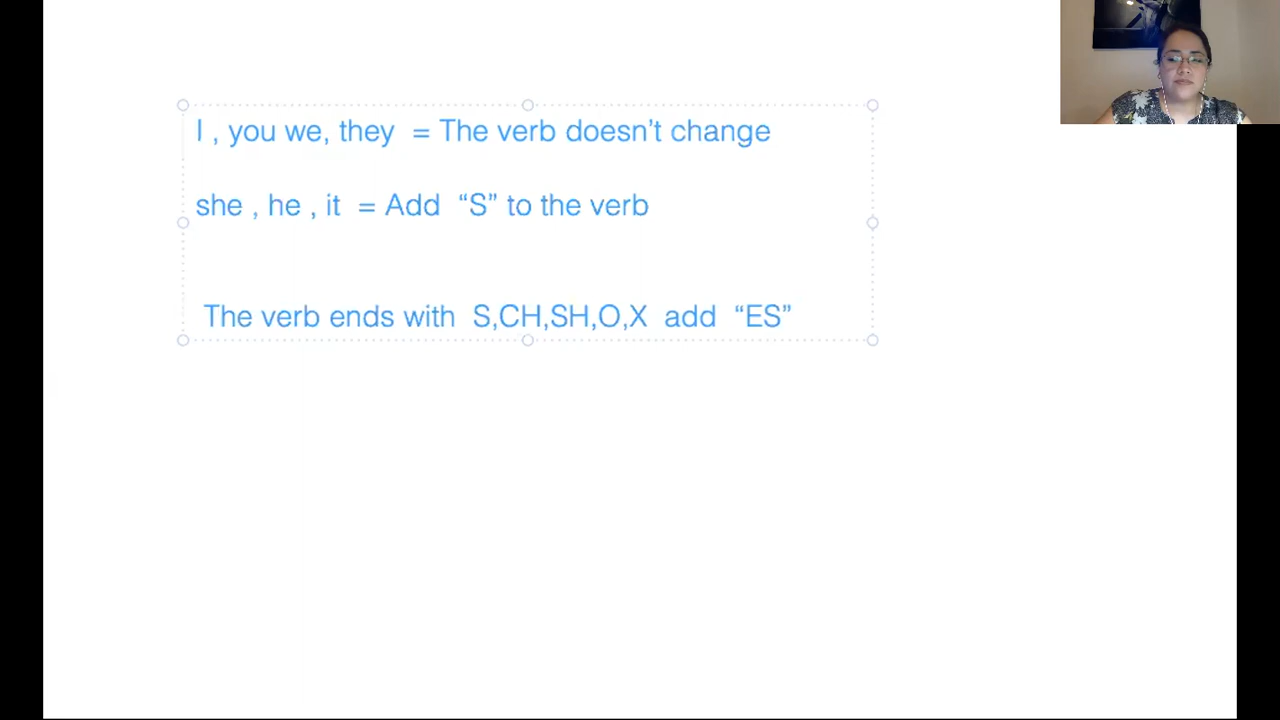 I , you we, they  = The verb doesn’t change
she , he , it  = Add  “S” to the verb
The verb ends with  S,CH,SH,O,X  add  “ES”